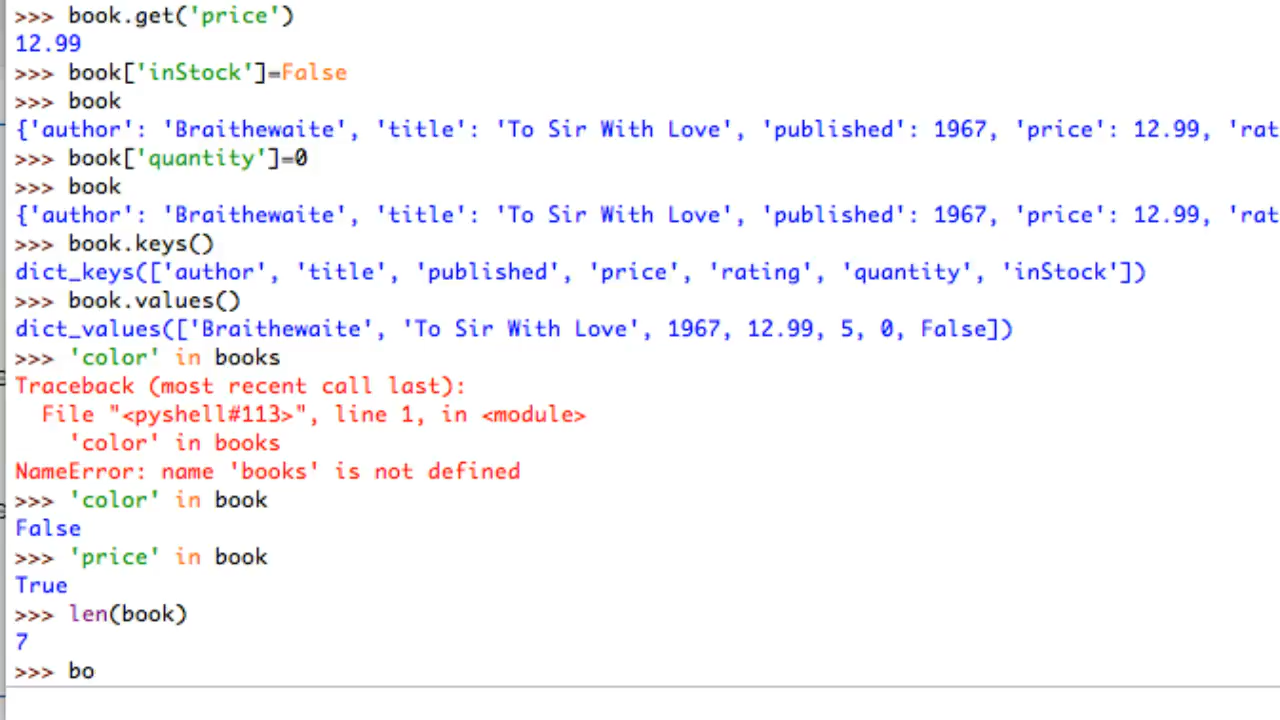 >>> book.get('price')
12.99
>>> book['inStock']=False
>>> book
{'author': 'Braithewaite', 'title': 'To Sir With Love', 'published': 1967, 'price': 12.99, 'rat
>>> book['quantity']=0
>>> book
{'author': 'Braithewaite', 'title': 'To Sir With Love', 'published': 1967, 'price': 12.99, 'rat
>>> book.keys()
dict_keys(['author', 'title', 'published', 'price', 'rating', 'quantity', 'inStock'])
>>> book.values()
dict_values(['Braithewaite', 'To Sir With Love', 1967, 12.99, 5, 0, False])
>>> 'color' in books
Traceback (most recent call last):
  File "<pyshell#113>", line 1, in <module>
    'color' in books
NameError: name 'books' is not defined
>>> 'color' in book
False
>>> 'price' in book
True
>>> len(book)
7
>>> bo